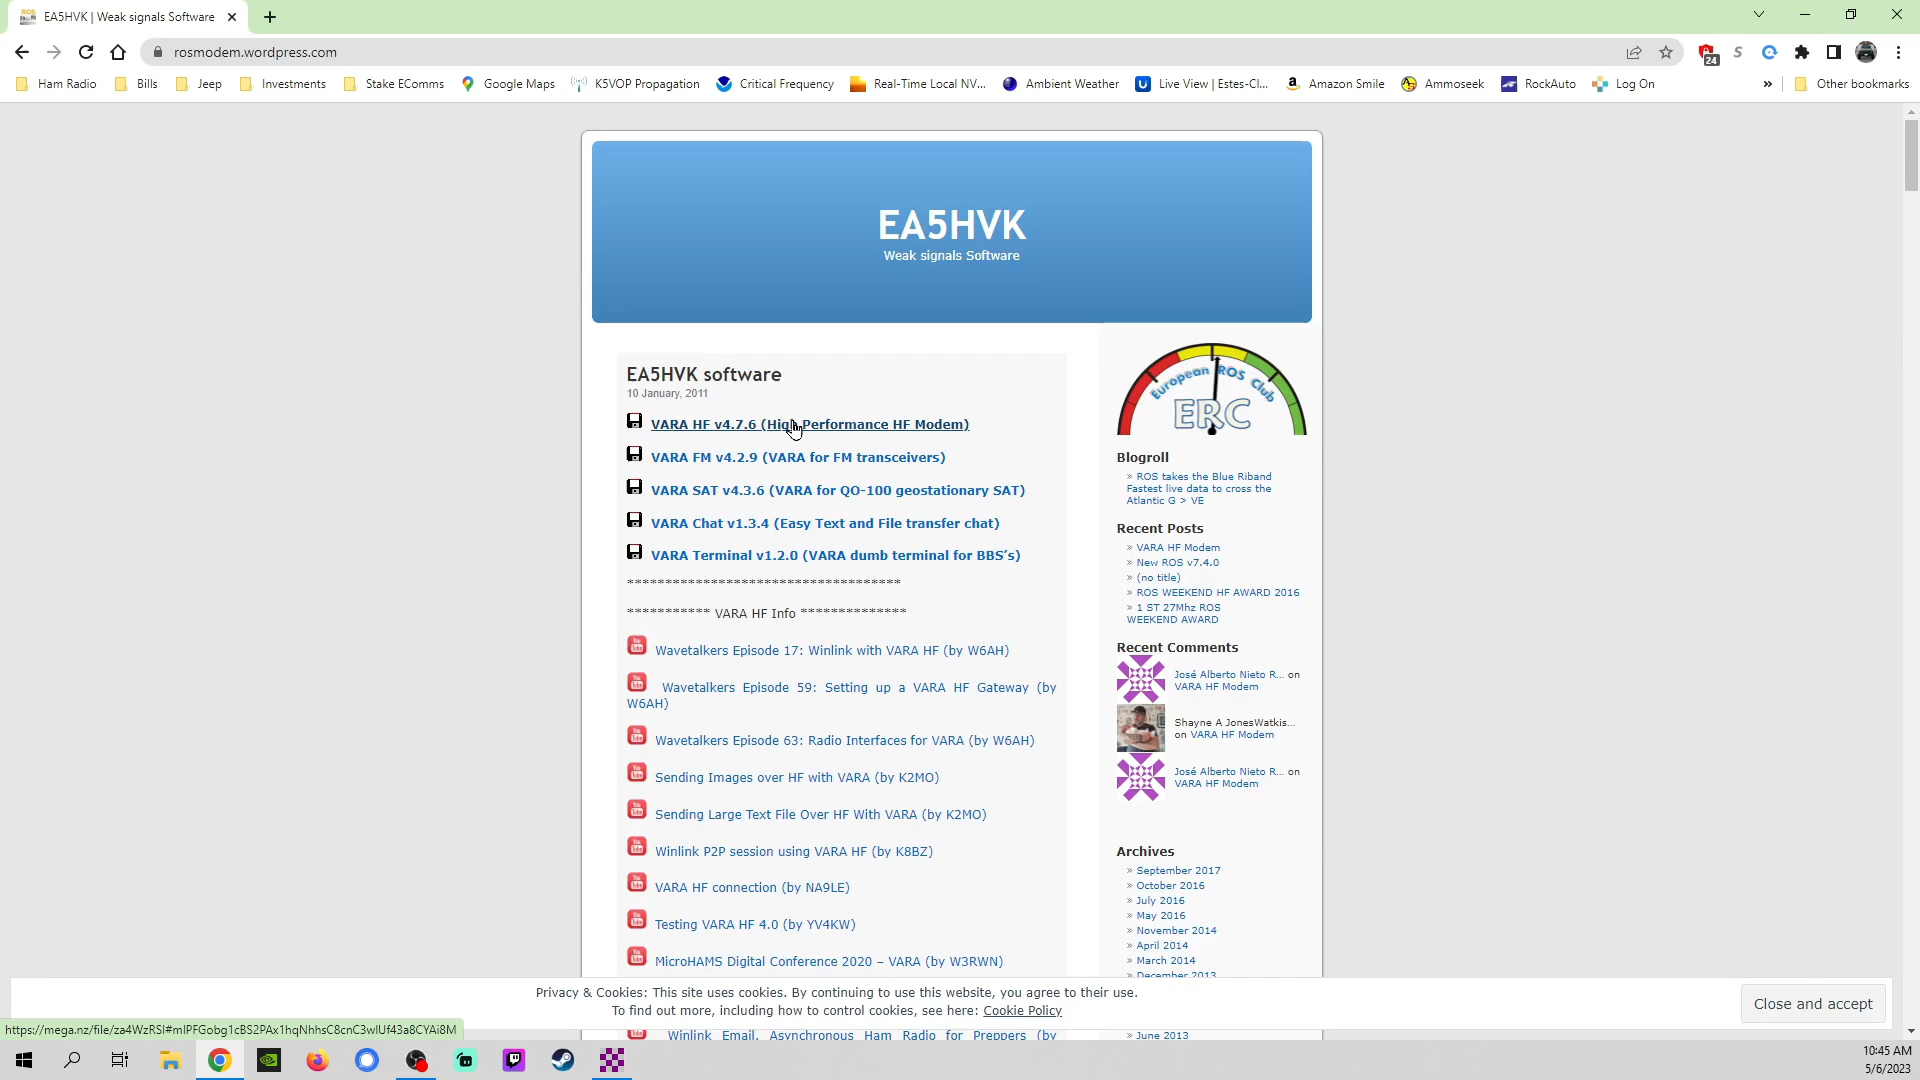 EA5HVK | Weak signals Software
rosmodem.wordpress.com
24
Ham Radio
Bills
Jeep
Investments
Stake EComms
Google Maps
K5VOP Propagation
Critical Frequency
Real-Time Local NV...
Ambient Weather
Live View | Estes-Cl...
Amazon Smile
Ammoseek
RockAuto
Log On
»
Other bookmarks
EA5HVK
Weak signals Software
EA5HVK software
10 January, 2011
VARA HF v4.7.6 (High Performance HF Modem)
VARA FM v4.2.9 (VARA for FM transceivers)
VARA SAT v4.3.6 (VARA for QO-100 geostationary SAT)
VARA Chat v1.3.4 (Easy Text and File transfer chat)
VARA Terminal v1.2.0 (VARA dumb terminal for BBS’s)
************************************
*********** VARA HF Info **************
Wavetalkers Episode 17: Winlink with VARA HF (by W6AH)
Wavetalkers Episode 59: Setting up a VARA HF Gateway (by
W6AH)
Wavetalkers Episode 63: Radio Interfaces for VARA (by W6AH)
Sending Images over HF with VARA (by K2MO)
Sending Large Text File Over HF With VARA (by K2MO)
Winlink P2P session using VARA HF (by K8BZ)
VARA HF connection (by NA9LE)
Testing VARA HF 4.0 (by YV4KW)
MicroHAMS Digital Conference 2020 – VARA (by W3RWN)
Winlink Email, Asynchronous Ham Radio for Preppers (by
European ROS Club
ERC
Blogroll
» ROS takes the Blue Riband
Fastest live data to cross the
Atlantic G > VE
Recent Posts
» VARA HF Modem
» New ROS v7.4.0
» (no title)
» ROS WEEKEND HF AWARD 2016
» 1 ST 27Mhz ROS
WEEKEND AWARD
Recent Comments
José Alberto Nieto R... on
VARA HF Modem
Shayne A JonesWatkis...
on VARA HF Modem
José Alberto Nieto R... on
VARA HF Modem
Archives
» September 2017
» October 2016
» July 2016
» May 2016
» November 2014
» April 2014
» March 2014
» December 2013
» June 2013
Privacy & Cookies: This site uses cookies. By continuing to use this website, you agree to their use.
To find out more, including how to control cookies, see here: Cookie Policy
Close and accept
https://mega.nz/file/za4WzRSI#mIPFGobg1cBS2PAx1hqNhhsC8cnC3wlUf43a8CYAi8M
10:45 AM
5/6/2023